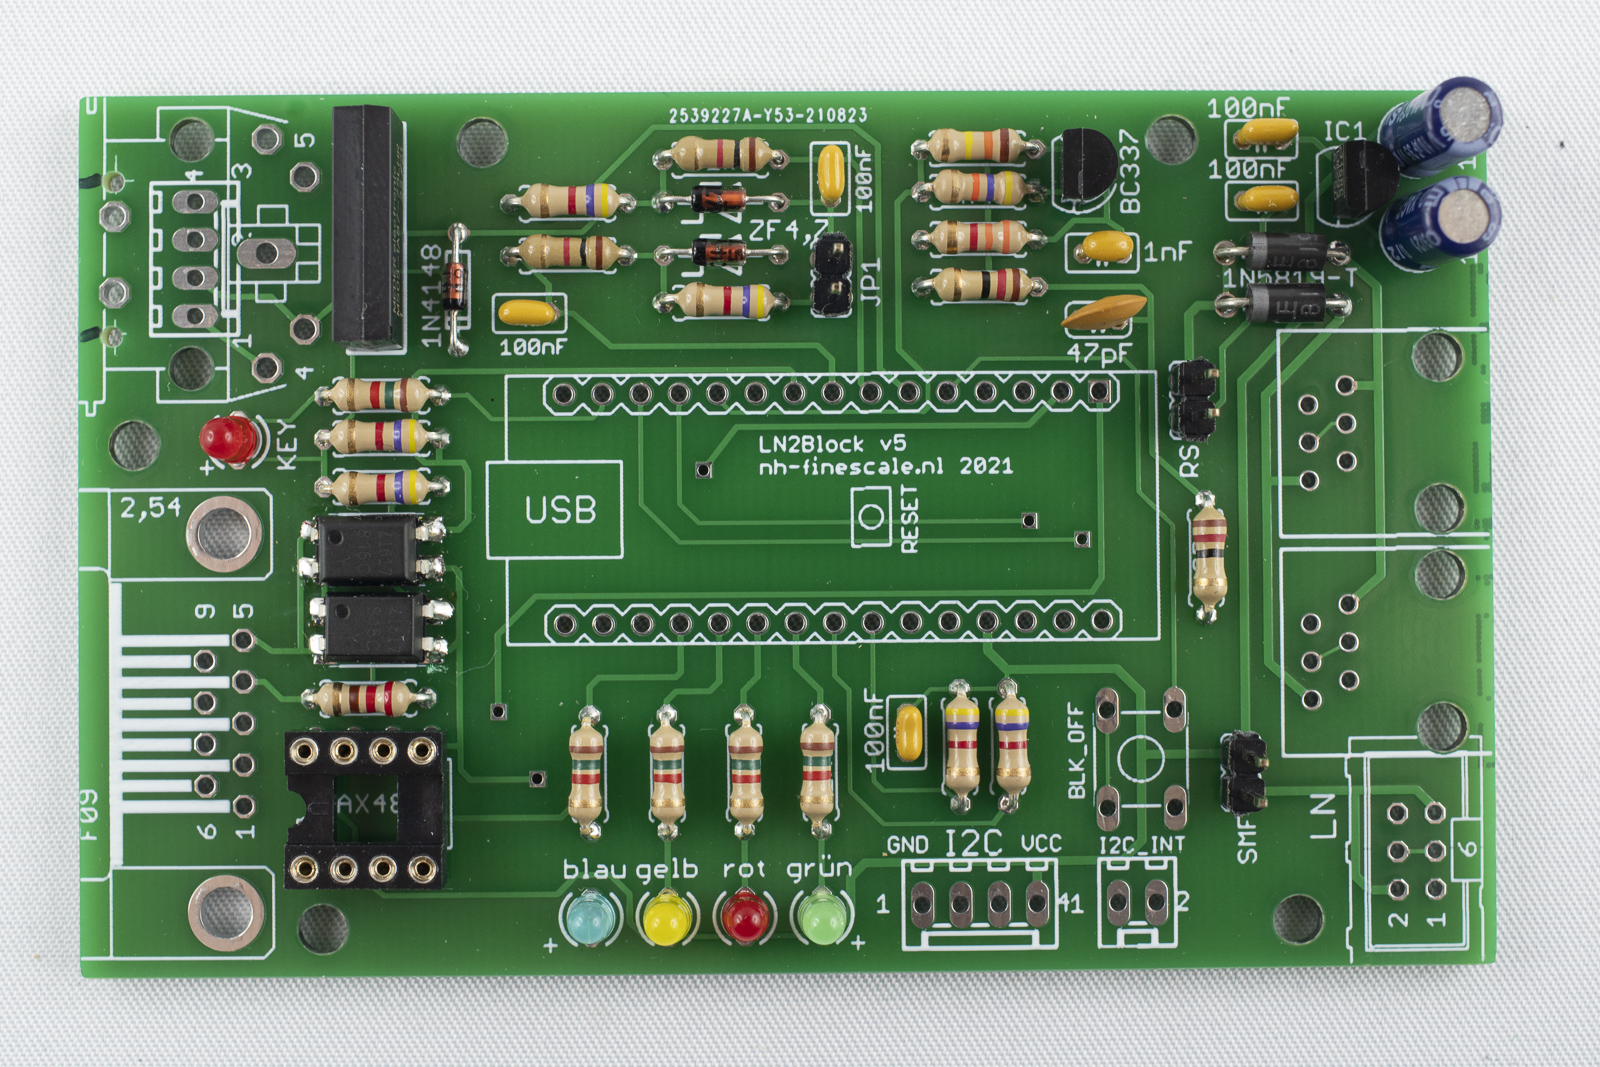 2539227A-Y53-210823
100nF
IC1
100nF
5
3
4
2
1
4
1N4148
100nF
ZF4,7
JP1
100nF
BC337
1nF
47pF
1N5819-T
KEY
+
2,54
LN2Block v5
nh-finescale.nl 2021
USB
RESET
RS
9
5
6
1
F09
AX48
100nF
BLK_OFF
SMF
LN
6
2
1
blau
gelb
rot
grün
+
+
GND
I2C
VCC
1
41
I2C_INT
2